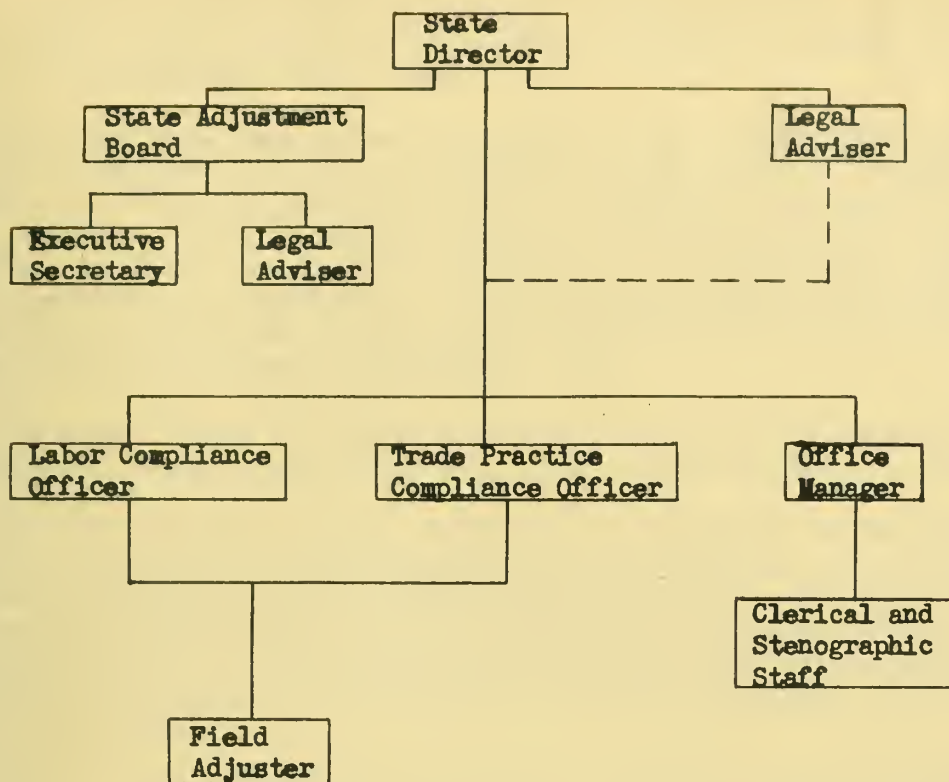 State
Director
State Adjustment
Board
Legal
Adviser
Executive
Secretary
Legal
Adviser
Labor Compliance
Officer
Trade Practice
Compliance Officer
Office
Manager
Clerical and
Stenographic
Staff
Field
Adjuster